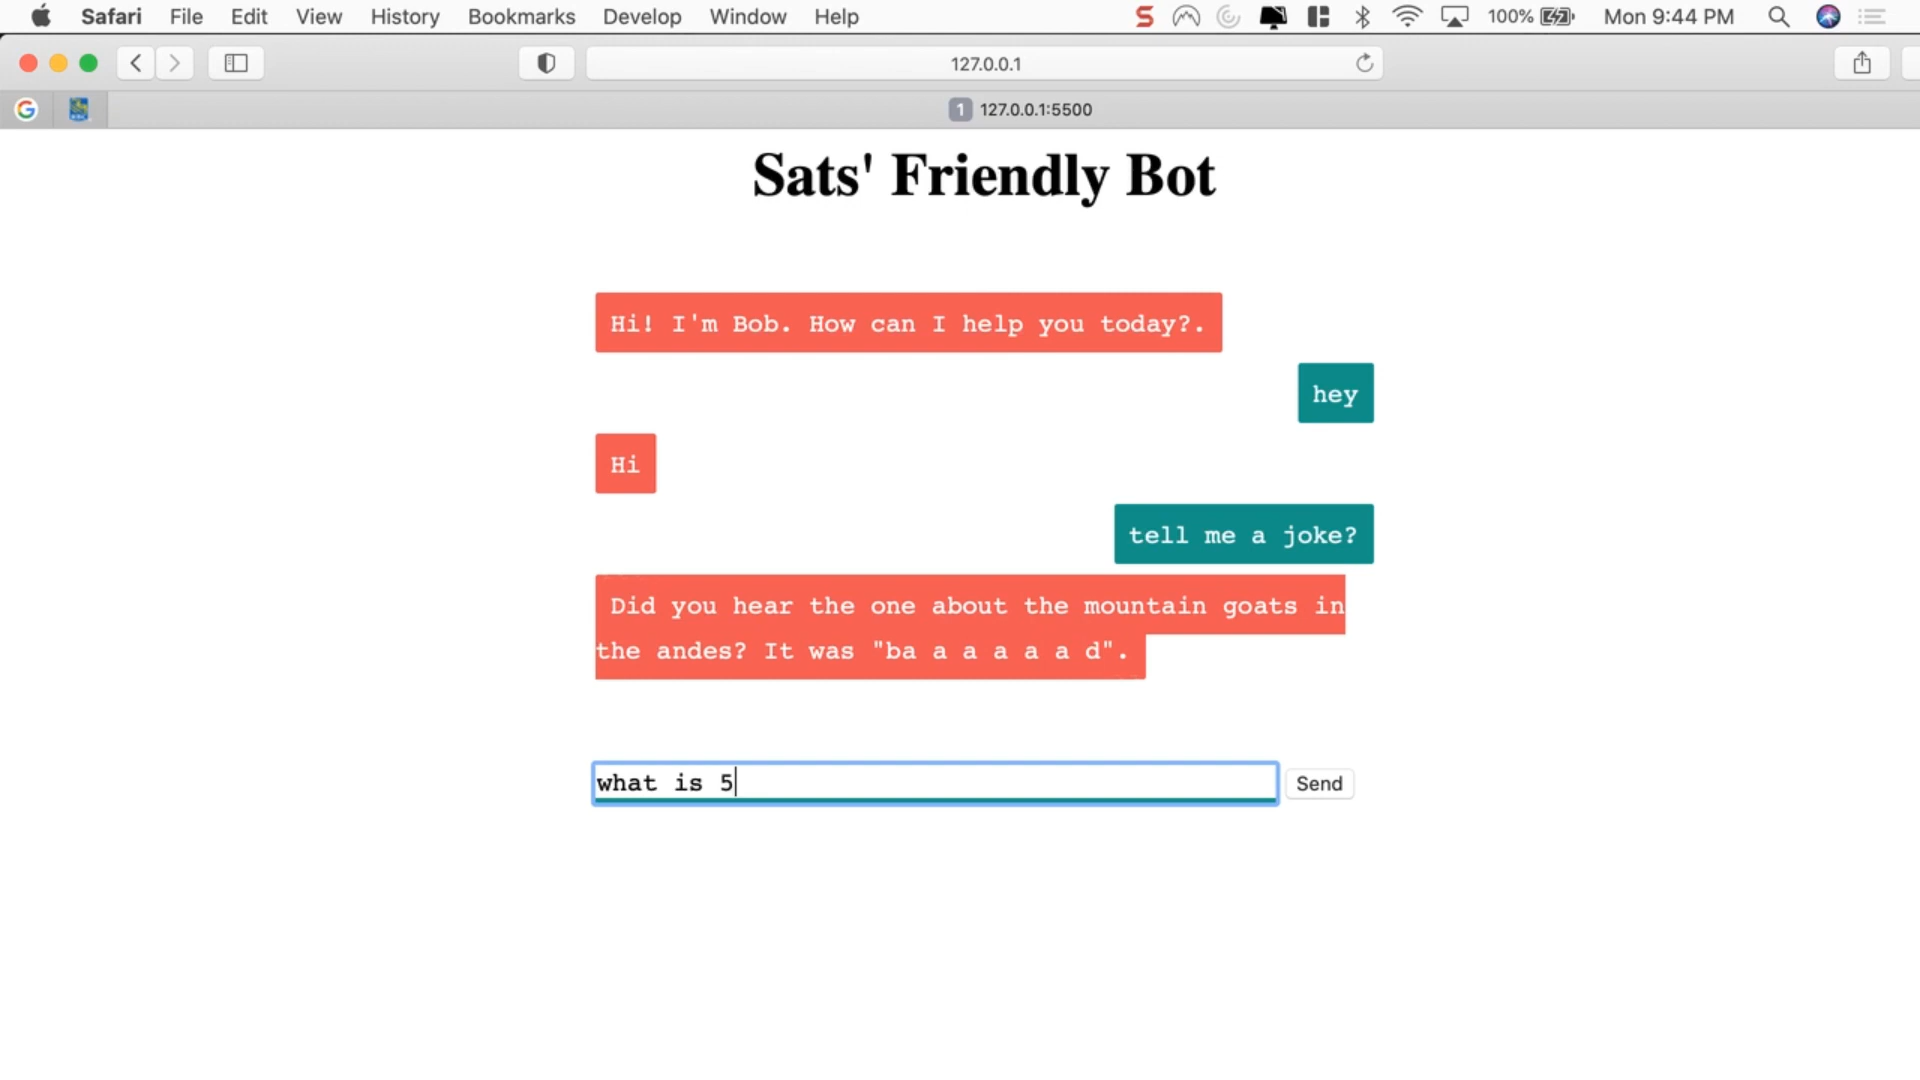 Safari File Edit View History Bookmarks Develop Window Help 100% Mon 9:44 PM
127.0.0.1
1 127.0.0.1:5500
Sats' Friendly Bot
Hi! I'm Bob. How can I help you today?.
hey
Hi
tell me a joke?
Did you hear the one about the mountain goats in
the andes? It was "ba a a a a a d".
what is 5
Send